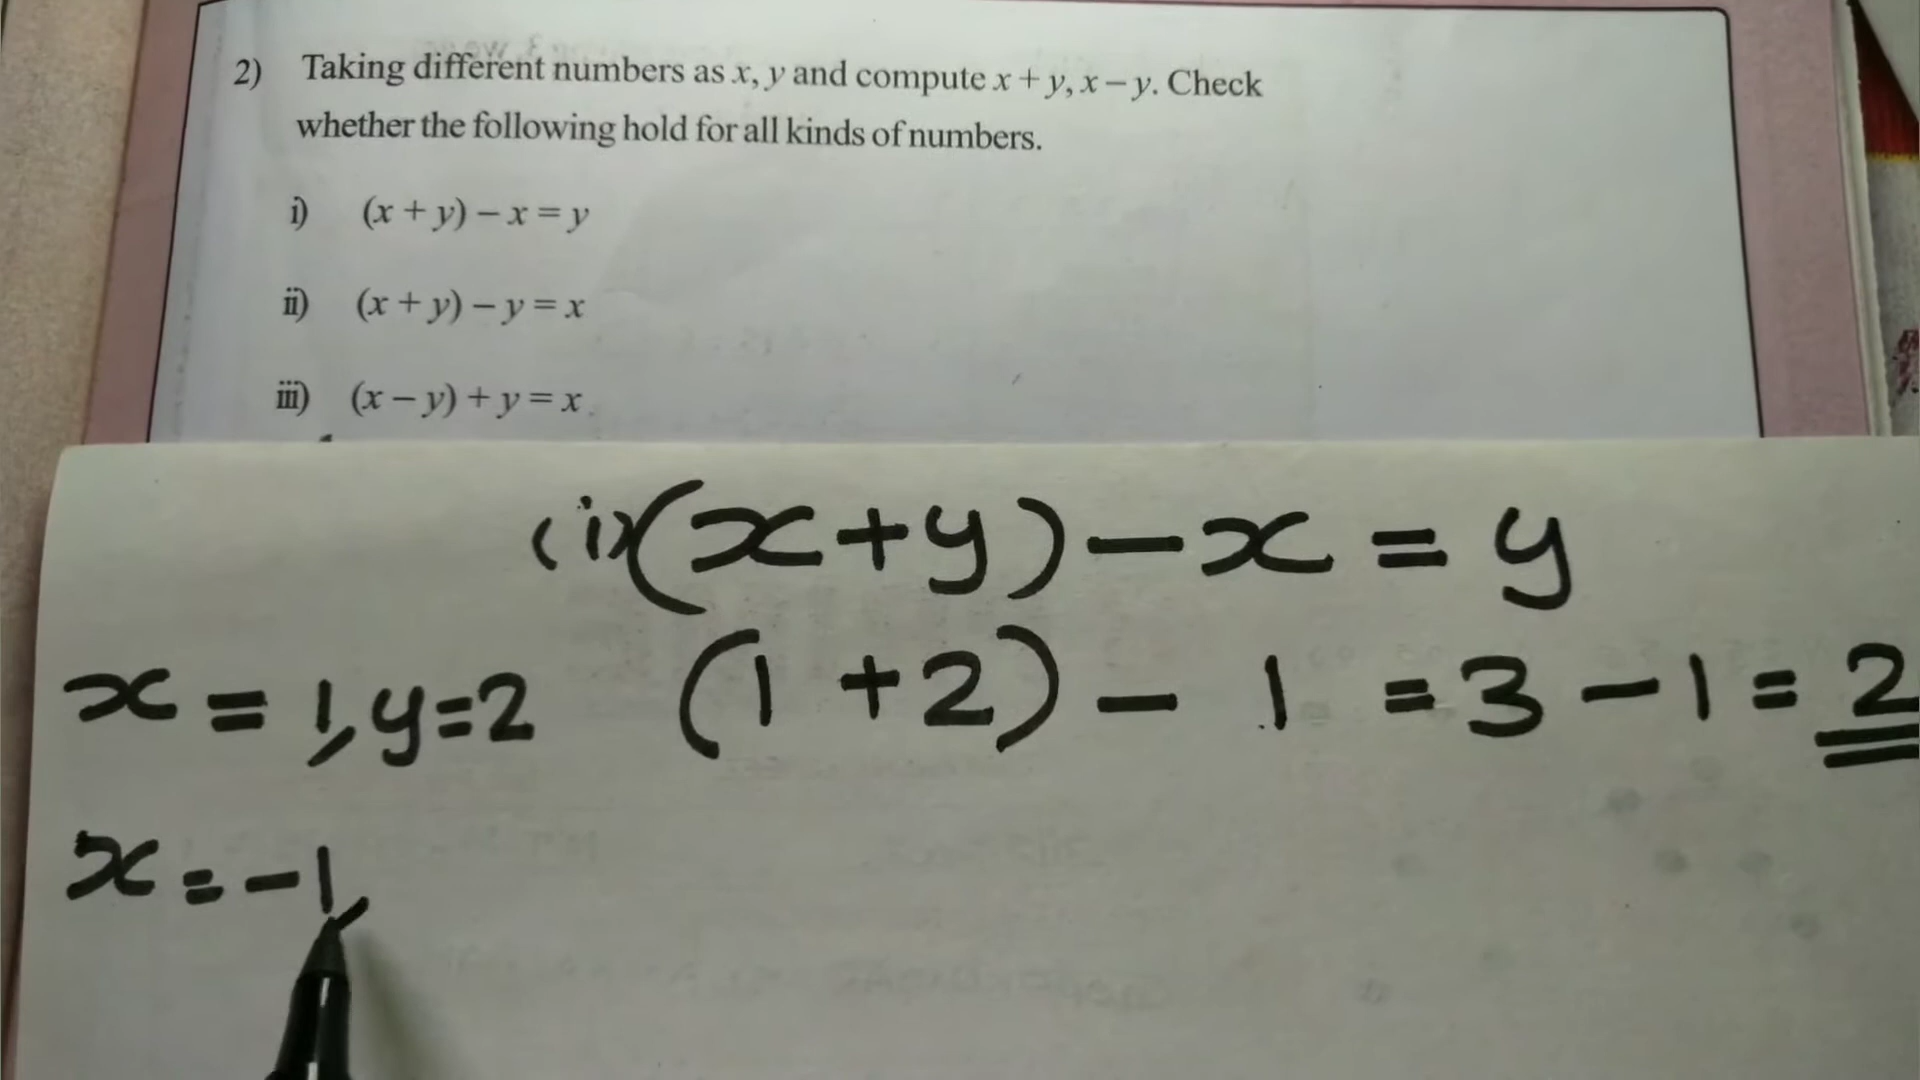 2) Taking different numbers as x, y and compute x + y, x – y. Check
whether the following hold for all kinds of numbers.
i) (x + y) – x = y
ii) (x + y) – y = x
iii) (x – y) + y = x
(i) (x+y) – x = y
x = 1, y=2 (1 +2) – 1 = 3 – 1 = 2
x = -1,